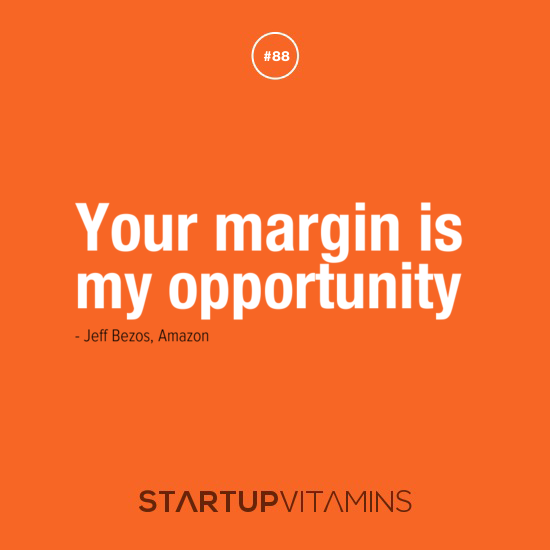 #88
Your margin is
my opportunity
- Jeff Bezos, Amazon
STARTUPVITAMINS